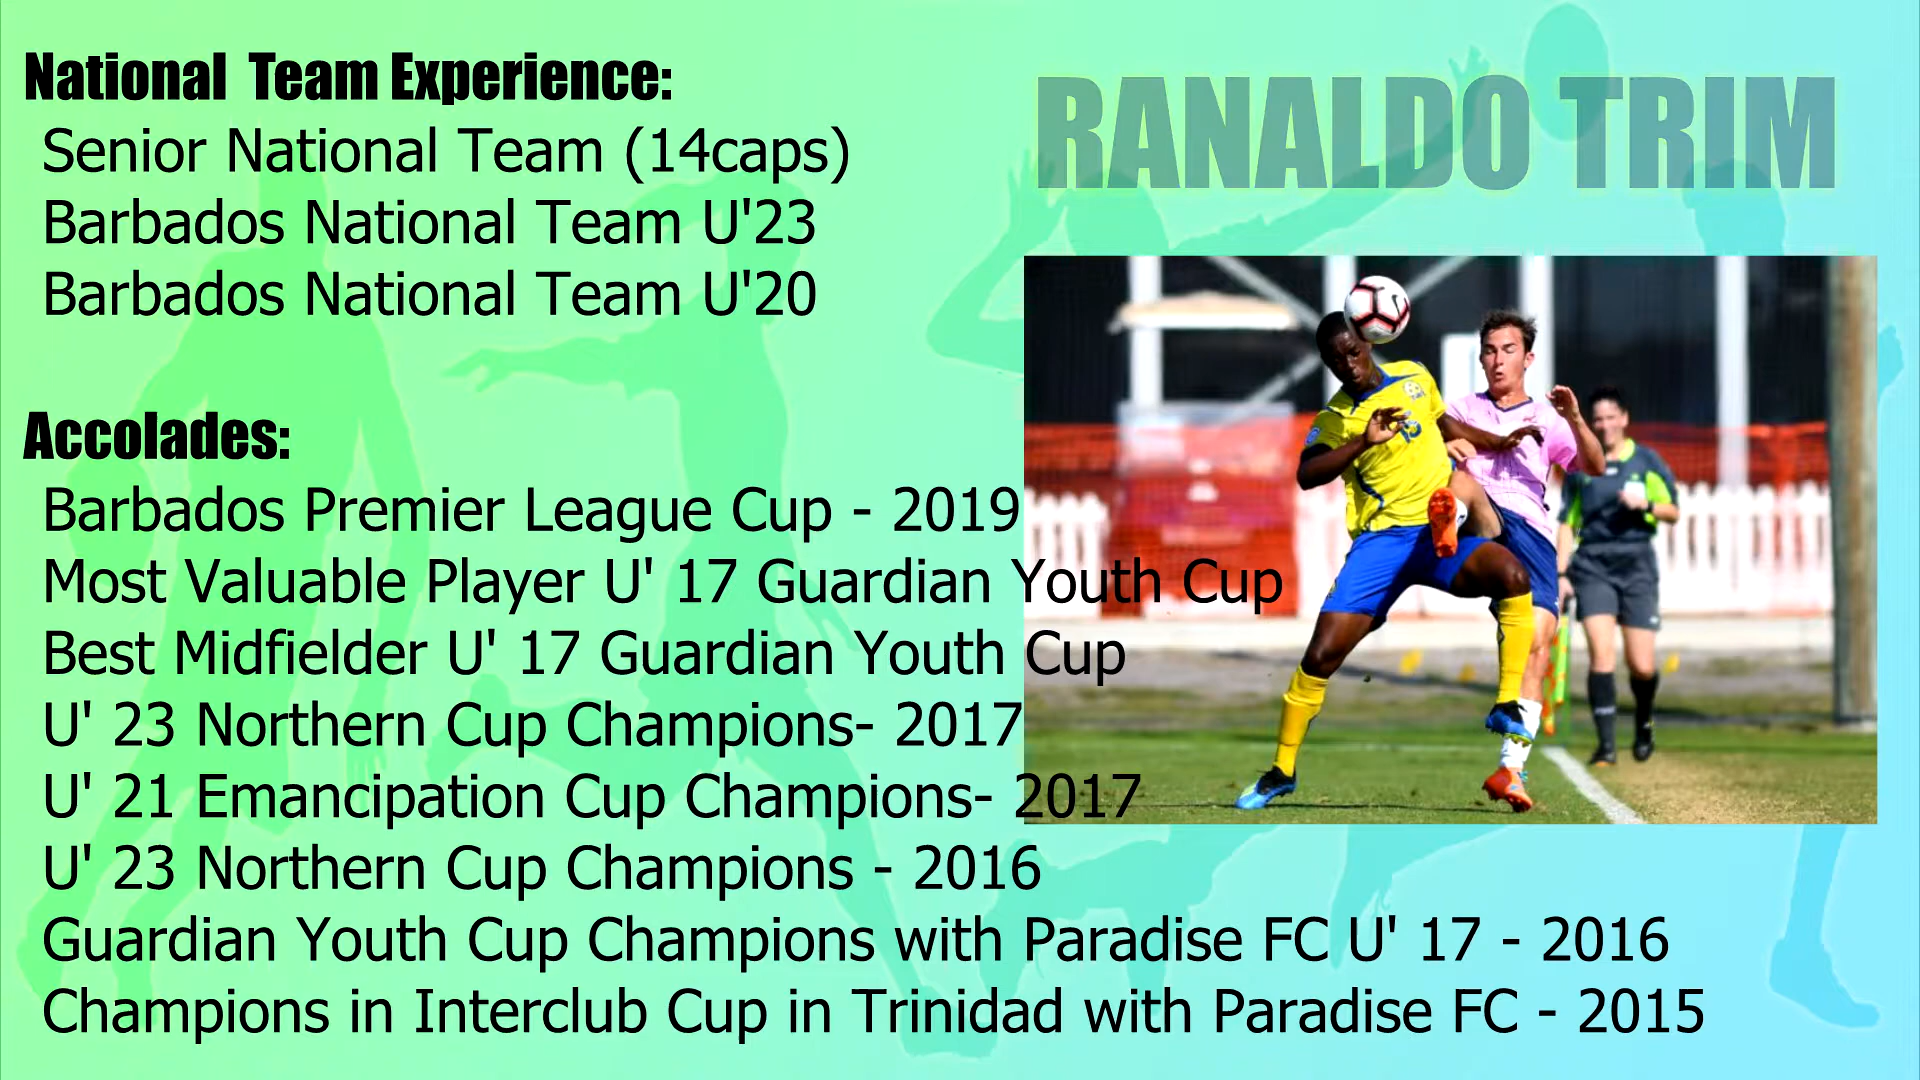 RANALDO TRIM
National Team Experience:
Senior National Team (14caps)
Barbados National Team U'23
Barbados National Team U'20
Accolades:
Barbados Premier League Cup - 2019
Most Valuable Player U' 17 Guardian Youth Cup
Best Midfielder U' 17 Guardian Youth Cup
U' 23 Northern Cup Champions- 2017
U' 21 Emancipation Cup Champions- 2017
U' 23 Northern Cup Champions - 2016
Guardian Youth Cup Champions with Paradise FC U' 17 - 2016
Champions in Interclub Cup in Trinidad with Paradise FC - 2015